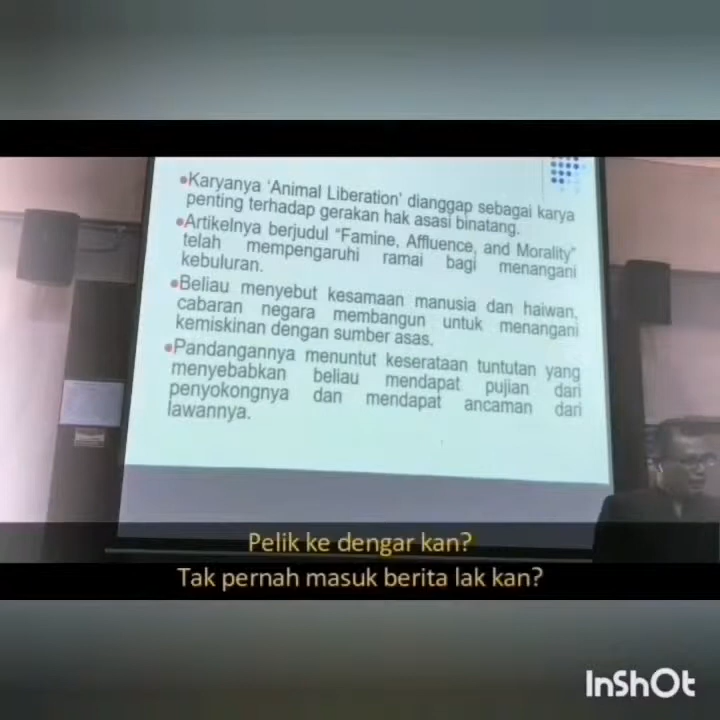 •Karyanya 'Animal Liberation' dianggap sebagai karya
penting terhadap gerakan hak asasi binatang.
•Artikelnya berjudul "Famine, Affluence, and Morality"
telah mempengaruhi ramai bagi menangani
kebuluran.
•Beliau menyebut kesamaan manusia dan haiwan,
cabaran negara membangun untuk menangani
kemiskinan dengan sumber asas.
•Pandangannya menuntut keserataan tuntutan yang
menyebabkan beliau mendapat pujian dari
penyokongnya dan mendapat ancaman dari
lawannya.
Pelik ke dengar kan?
Tak pernah masuk berita lak kan?
InShOt